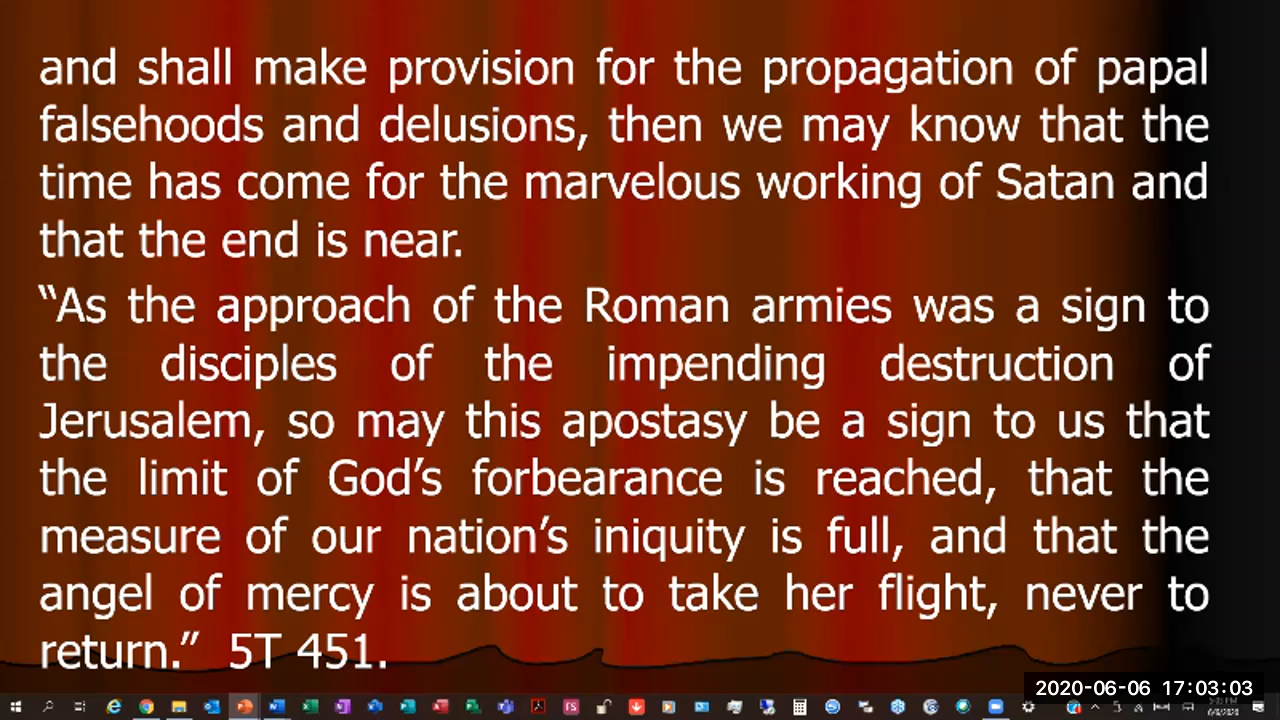 and shall make provision for the propagation of papal
falsehoods and delusions, then we may know that the
time has come for the marvelous working of Satan and
that the end is near.
“As the approach of the Roman armies was a sign to
the disciples of the impending destruction of
Jerusalem, so may this apostasy be a sign to us that
the limit of God’s forbearance is reached, that the
measure of our nation’s iniquity is full, and that the
angel of mercy is about to take her flight, never to
return.” 5T 451.
2020-06-06 17:03:03